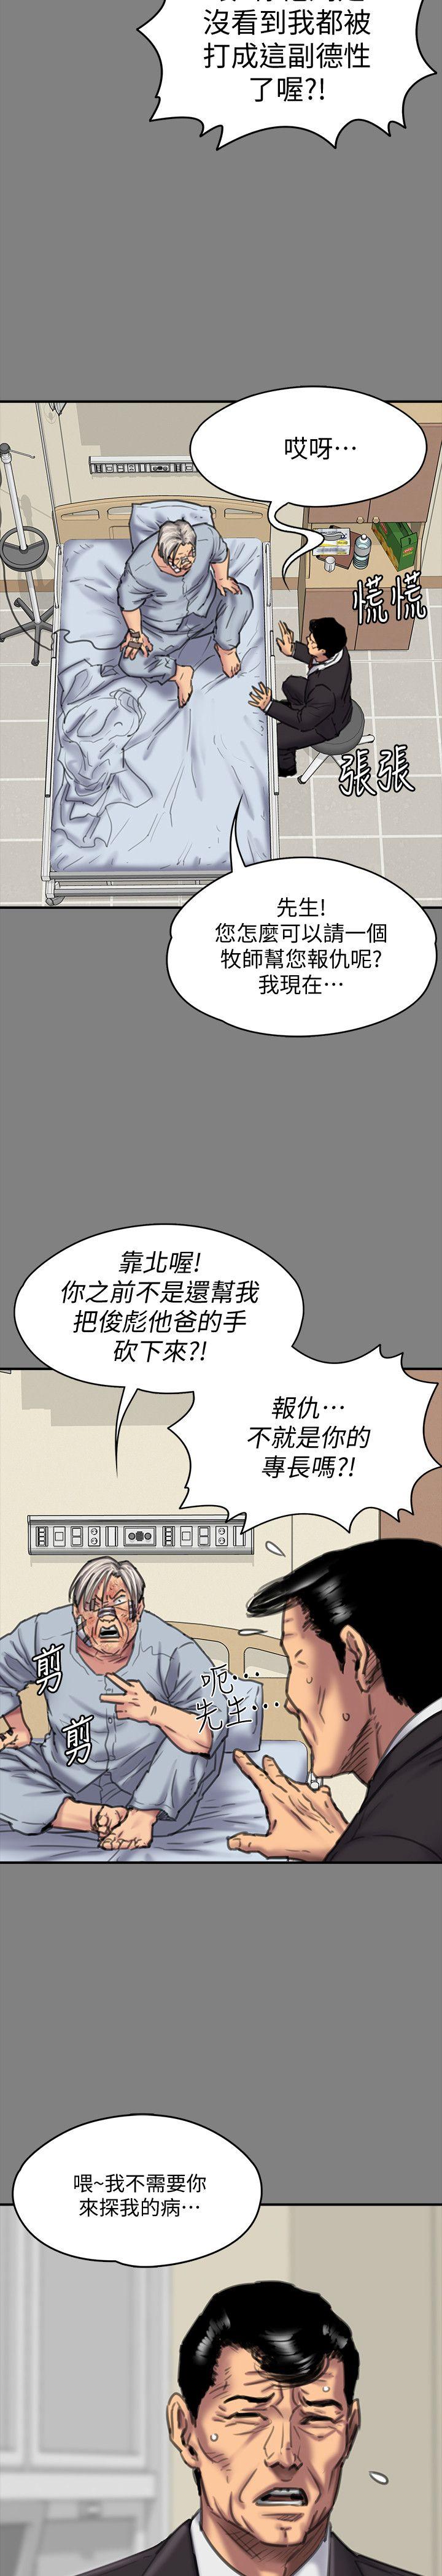 沒看到我都被
打成這副德性
了喔?!
哎呀…
慌慌
張張
先生!
您怎麼可以請一個
牧師幫您報仇呢?
我現在…
靠北喔!
你之前不是還幫我
把俊彪他爸的手
砍下來?!
報仇…
不就是你的
專長嗎?!
剪
剪
呃…
先生…
喂~我不需要你
來探我的病…